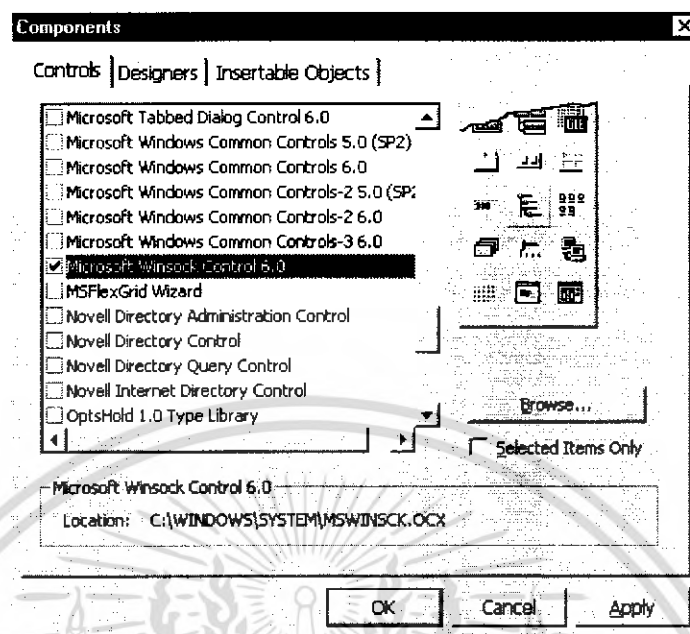 Components
Controls Designers Insertable Objects
Microsoft Tabbed Dialog Control 6.0
Microsoft Windows Common Controls 5.0 (SP2)
Microsoft Windows Common Controls 6.0
Microsoft Windows Common Controls-2 5.0 (SP2
Microsoft Windows Common Controls-2 6.0
Microsoft Windows Common Controls-3 6.0
Microsoft Winsock Control 6.0
MSFlexGrid Wizard
Novell Directory Administration Control
Novell Directory Control
Novell Directory Query Control
Novell Internet Directory Control
OptsHold 1.0 Type Library
Browse...
Selected Items Only
Microsoft Winsock Control 6.0
Location: C:\WINDOWS\SYSTEM\MSWINSCK.OCX
OK Cancel Apply